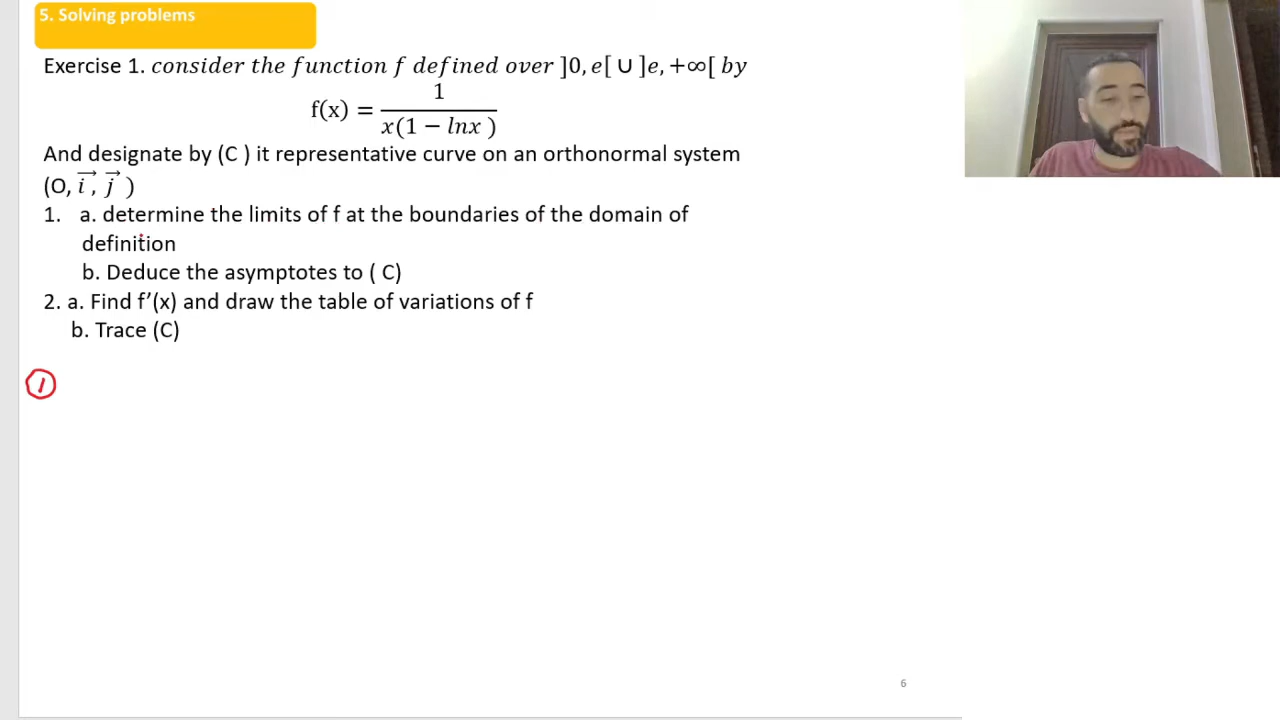 5. Solving problems
Exercise 1. consider the function f defined over ]0, e[ ∪ ]e, +∞[ by
f(x) = 1 / x(1 − lnx )
And designate by (C ) it representative curve on an orthonormal system
(O, i⃗ , j⃗ )
1. a. determine the limits of f at the boundaries of the domain of
definition
b. Deduce the asymptotes to ( C)
2. a. Find f’(x) and draw the table of variations of f
b. Trace (C)
1
6